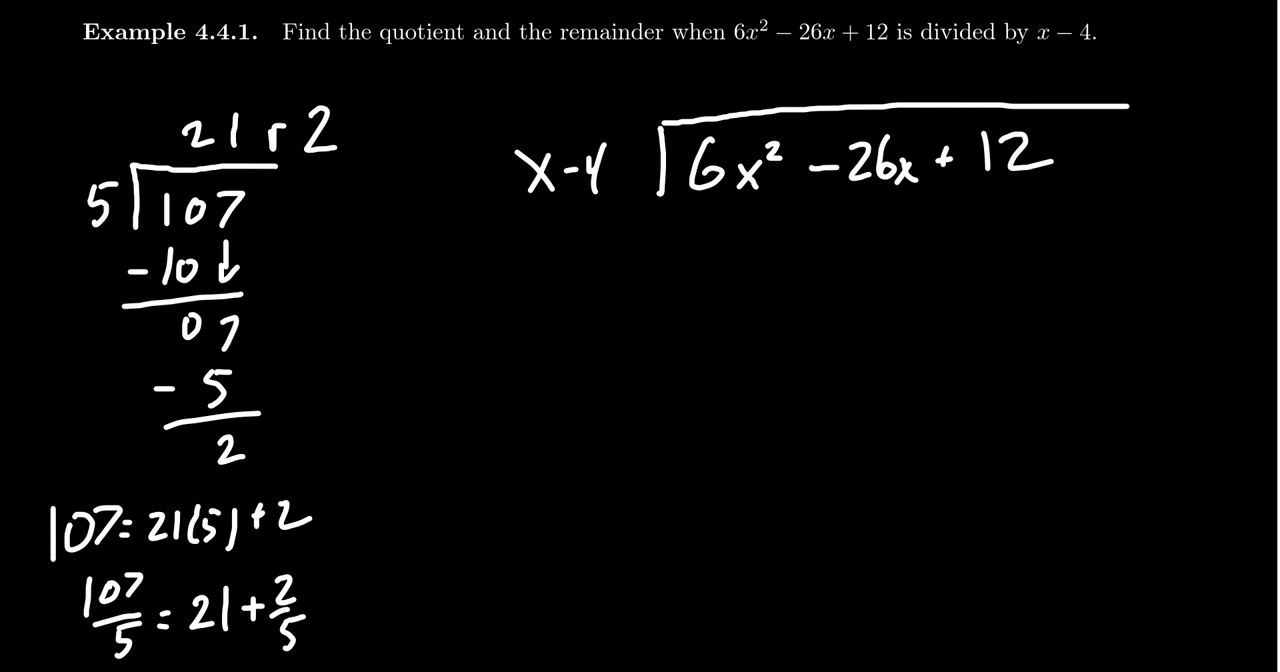 Example 4.4.1. Find the quotient and the remainder when 6x² − 26x + 12 is divided by x − 4.
21 r 2
5 107
- 10 ↓
07
- 5
2
107 = 21(5) + 2
107/5 = 21 + 2/5
x-4 6x² - 26x + 12